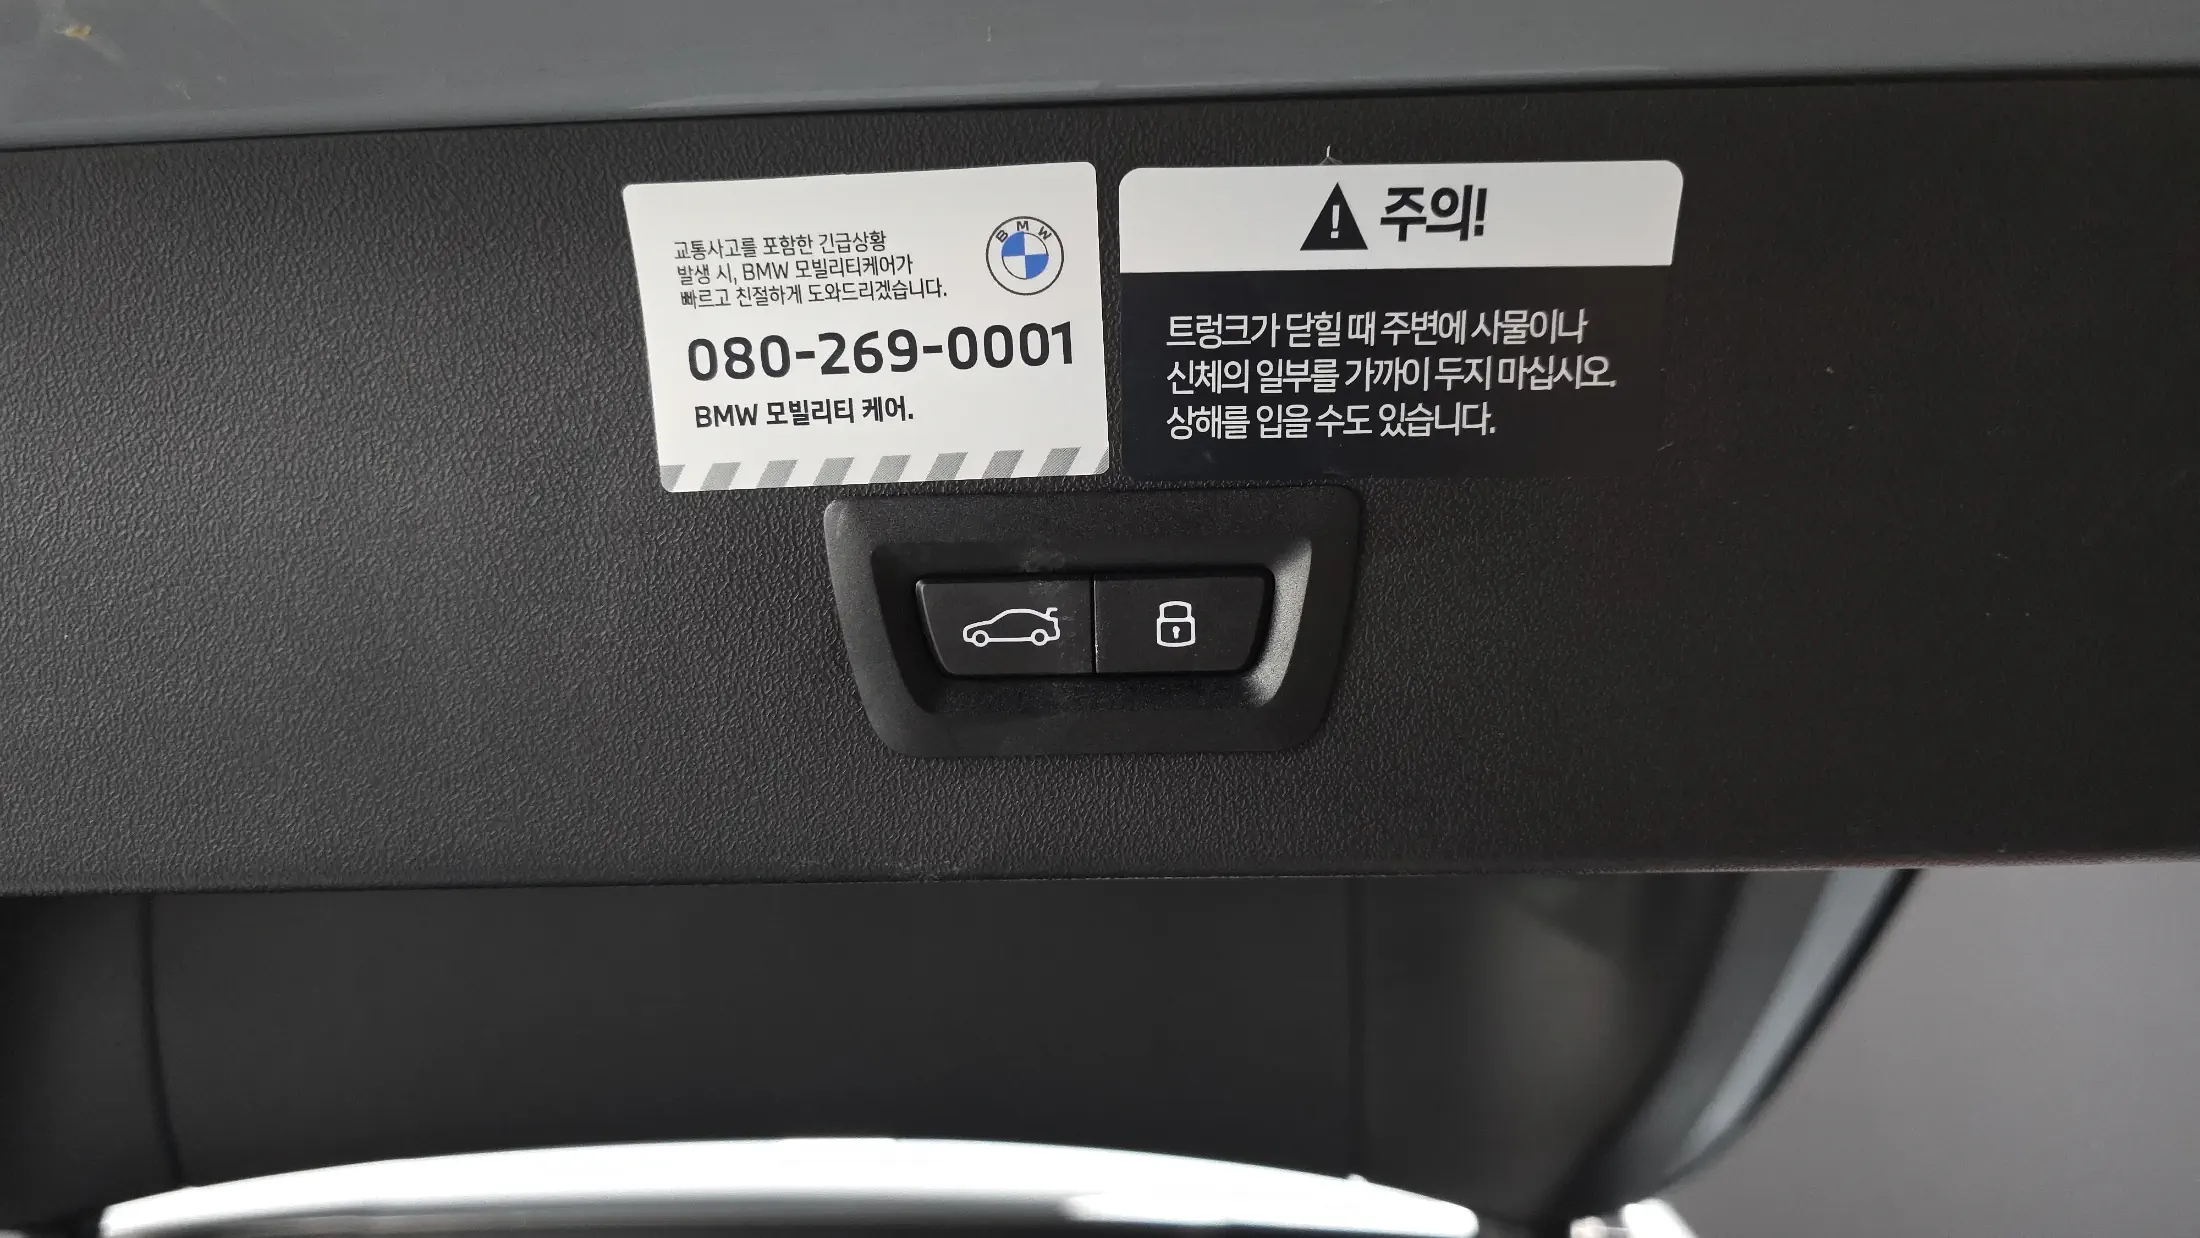 교통사고를 포함한 긴급상황
발생 시, BMW 모빌리티케어가
빠르고 친절하게 도와드리겠습니다.
BMW
080-269-0001
BMW 모빌리티 케어.
주의!
트렁크가 닫힐 때 주변에 사물이나
신체의 일부를 가까이 두지 마십시오.
상해를 입을 수도 있습니다.